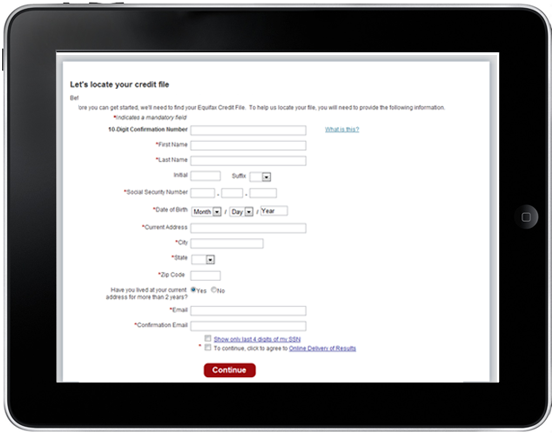 Let's locate your credit file
Bef
ore you can get started, we'll need to find your Equifax Credit File. To help us locate your file, you will need to provide the following information.
*Indicates a mandatory field
10-Digit Confirmation Number What is this?
*First Name
*Last Name
Initial Suffix
*Social Security Number - -
*Date of Birth Month / Day / Year
*Current Address
*City
*State
*Zip Code
Have you lived at your current Yes No
address for more than 2 years?
*Email
*Confirmation Email
Show only last 4 digits of my SSN
* To continue, click to agree to Online Delivery of Results
Continue